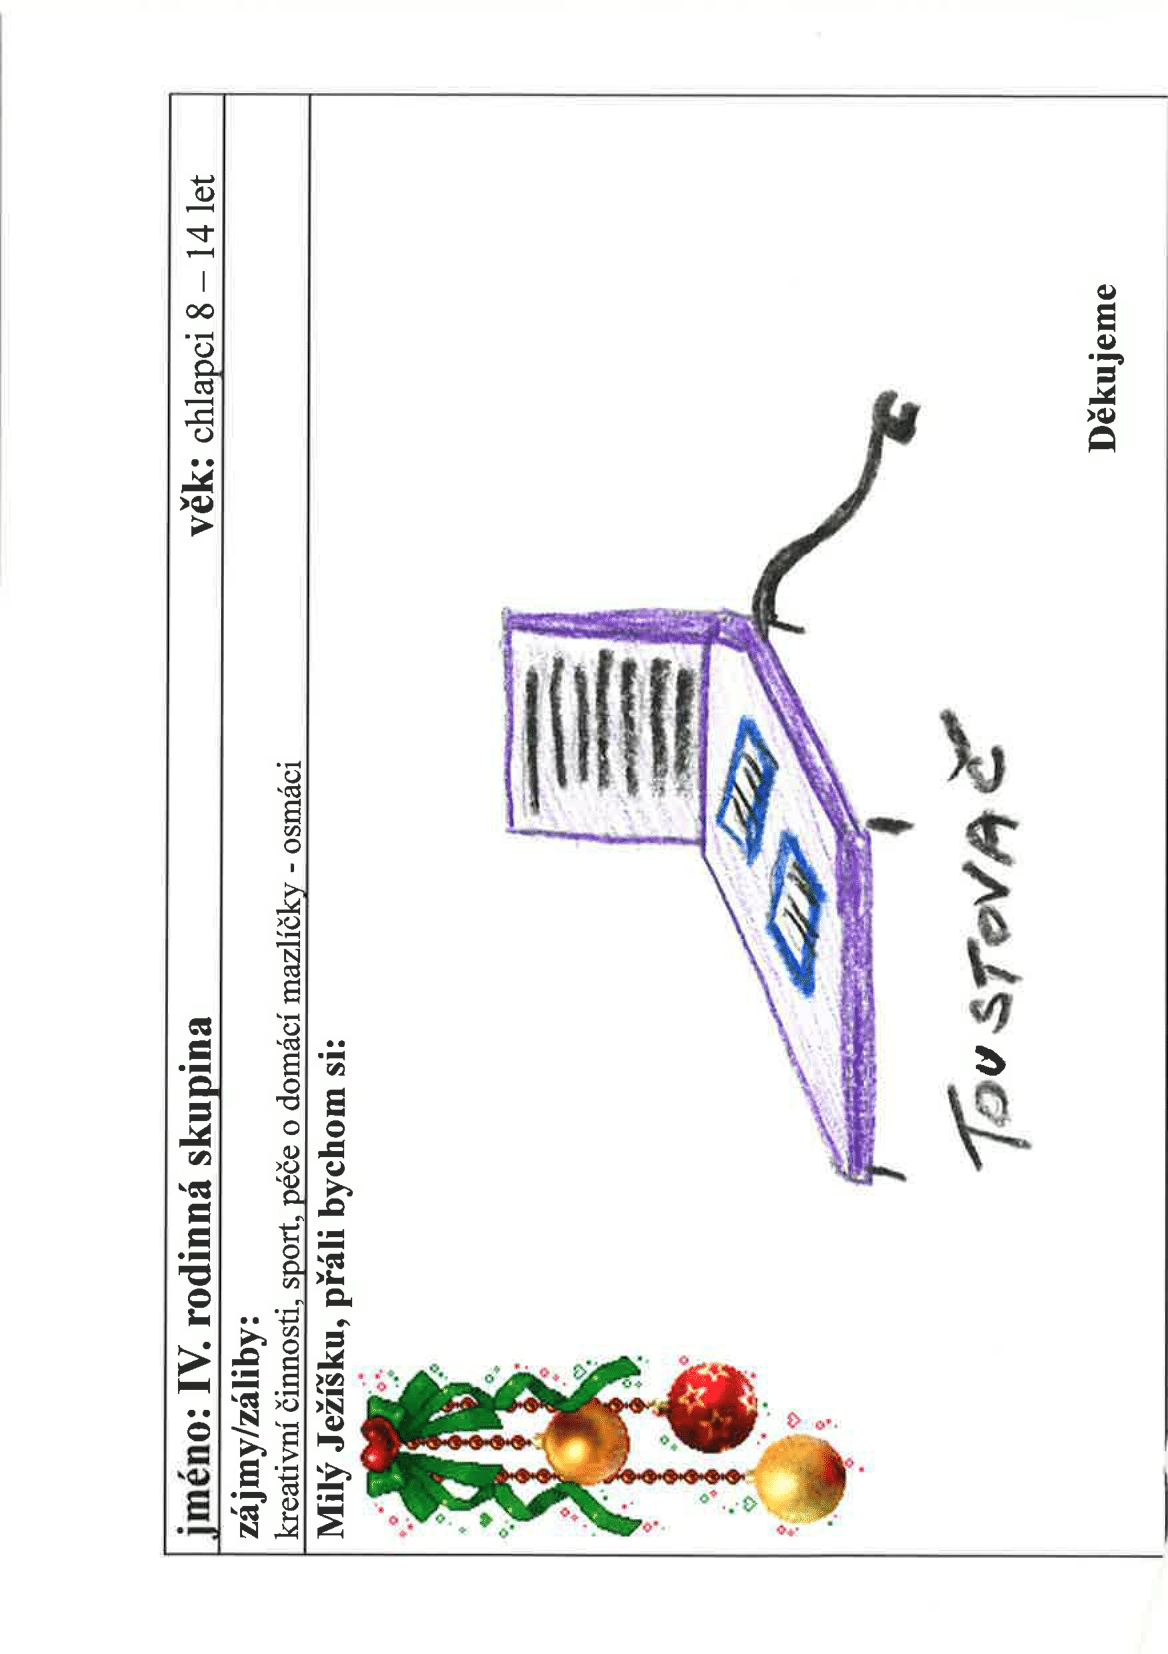 jméno: IV. rodinná skupina věk: chlapci 8 – 14 let
zájmy/záliby:
kreativní činnosti, sport, péče o domácí mazlíčky - osmáci
Milý Ježíšku, přáli bychom si:
TOUSTOVAČ
Děkujeme